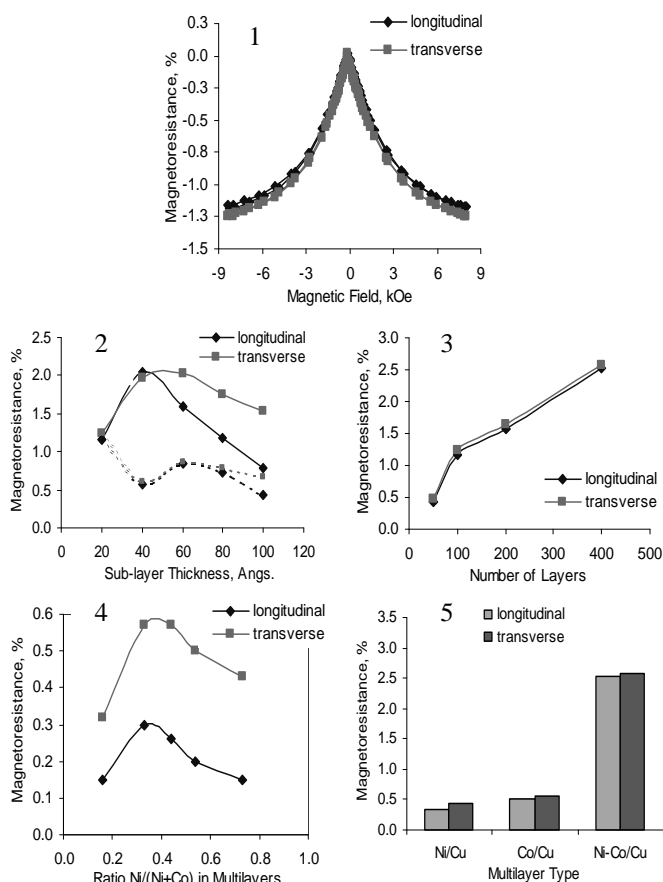 1
longitudinal
transverse
Magnetoresistance, %
0.3
0.0
-0.3
-0.5
-0.8
-1.0
-1.3
-1.5
-9 -6 -3 0 3 6 9
Magnetic Field, kOe
2
longitudinal
transverse
Magnetoresistance, %
2.5
2.0
1.5
1.0
0.5
0.0
0 20 40 60 80 100 120
Sub-layer Thickness, Angs.
3
Magnetoresistance, %
3.0
2.5
2.0
1.5
1.0
0.5
0.0
longitudinal
transverse
0 100 200 300 400 500
Number of Layers
4
longitudinal
transverse
Magnetoresistance, %
0.6
0.5
0.4
0.3
0.2
0.1
0.0
0.0 0.2 0.4 0.6 0.8 1.0
Ratio Ni/(Ni+Co) in Multilayers
5
longitudinal
transverse
Magnetoresistance, %
3.5
3.0
2.5
2.0
1.5
1.0
0.5
0.0
Ni/Cu Co/Cu Ni-Co/Cu
Multilayer Type